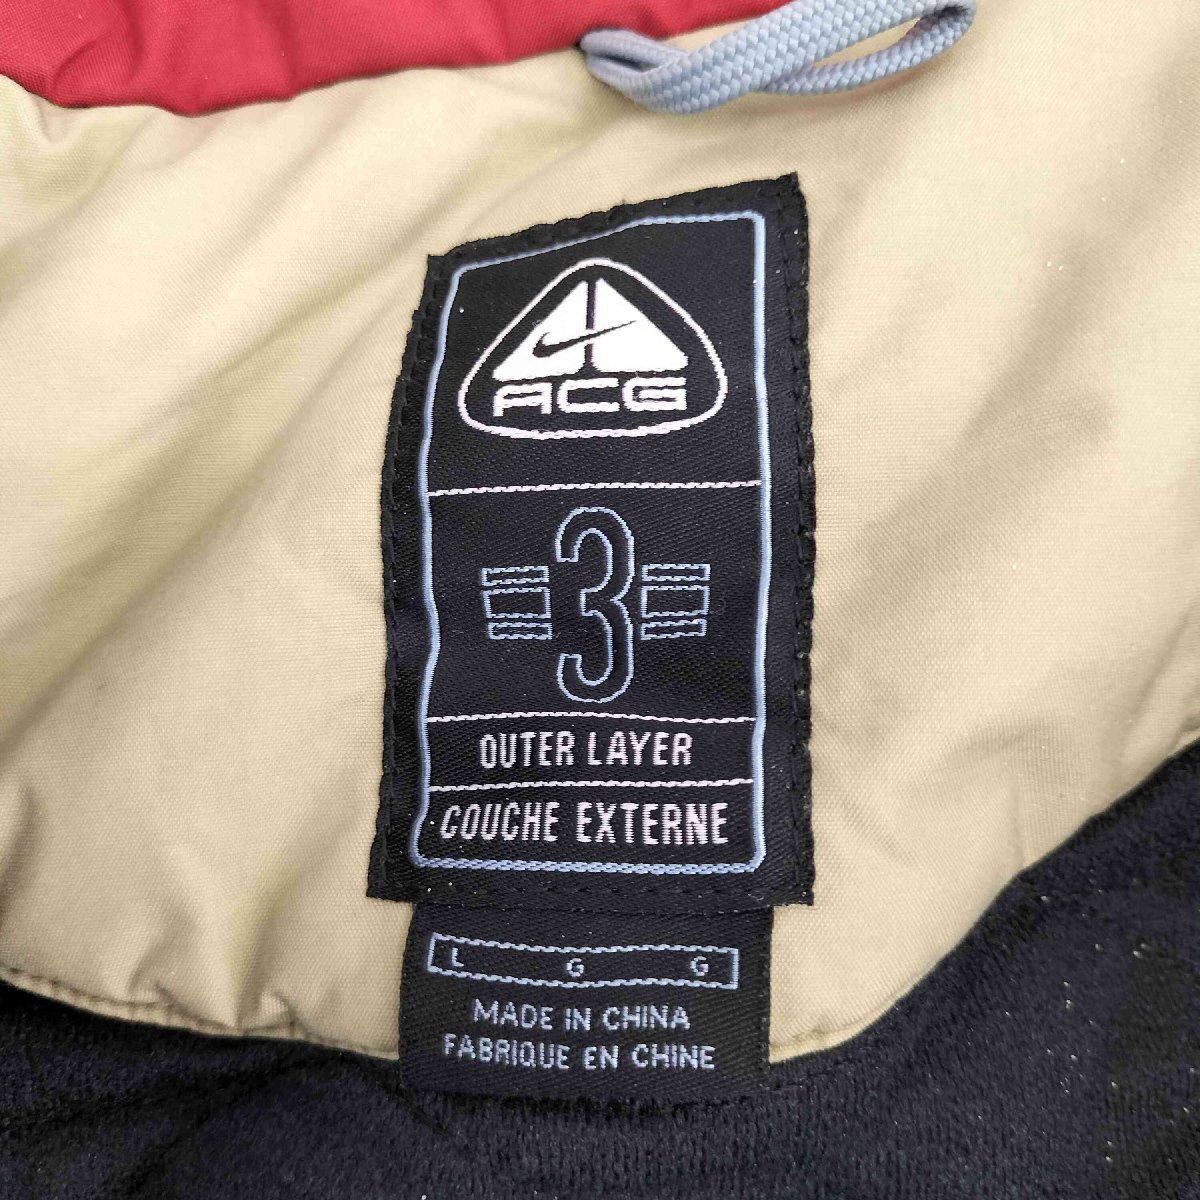 ACG
3
OUTER LAYER
COUCHE EXTERNE
L G G
MADE IN CHINA
FABRIQUE EN CHINE